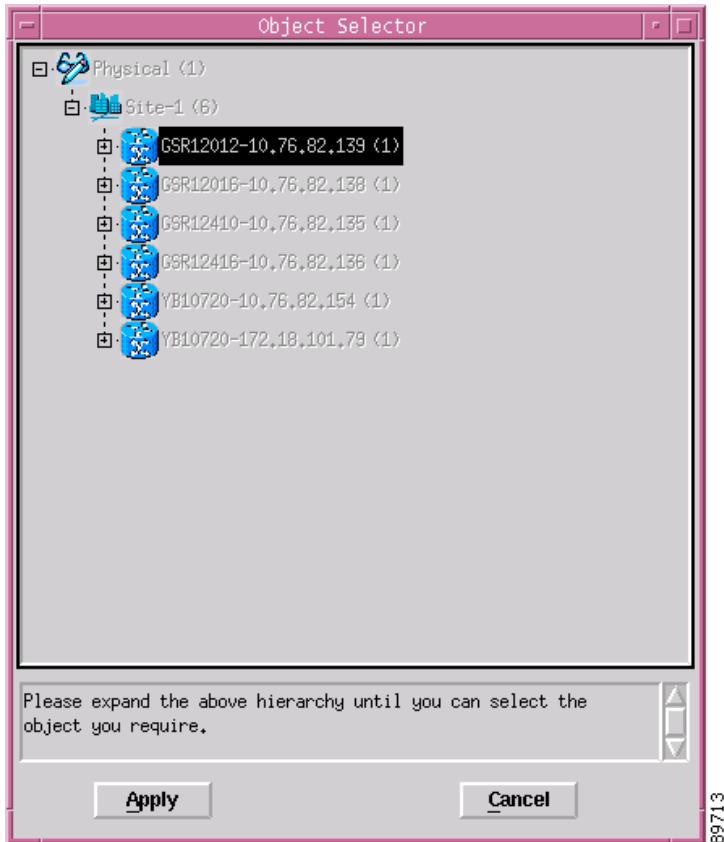 Object Selector
Physical (1)
Site-1 (6)
GSR12012-10.76.82.139 (1)
GSR12016-10.76.82.138 (1)
GSR12410-10.76.82.135 (1)
GSR12416-10.76.82.136 (1)
YB10720-10.76.82.154 (1)
YB10720-172.18.101.79 (1)
Please expand the above hierarchy until you can select the
object you require.
Apply
Cancel
89713